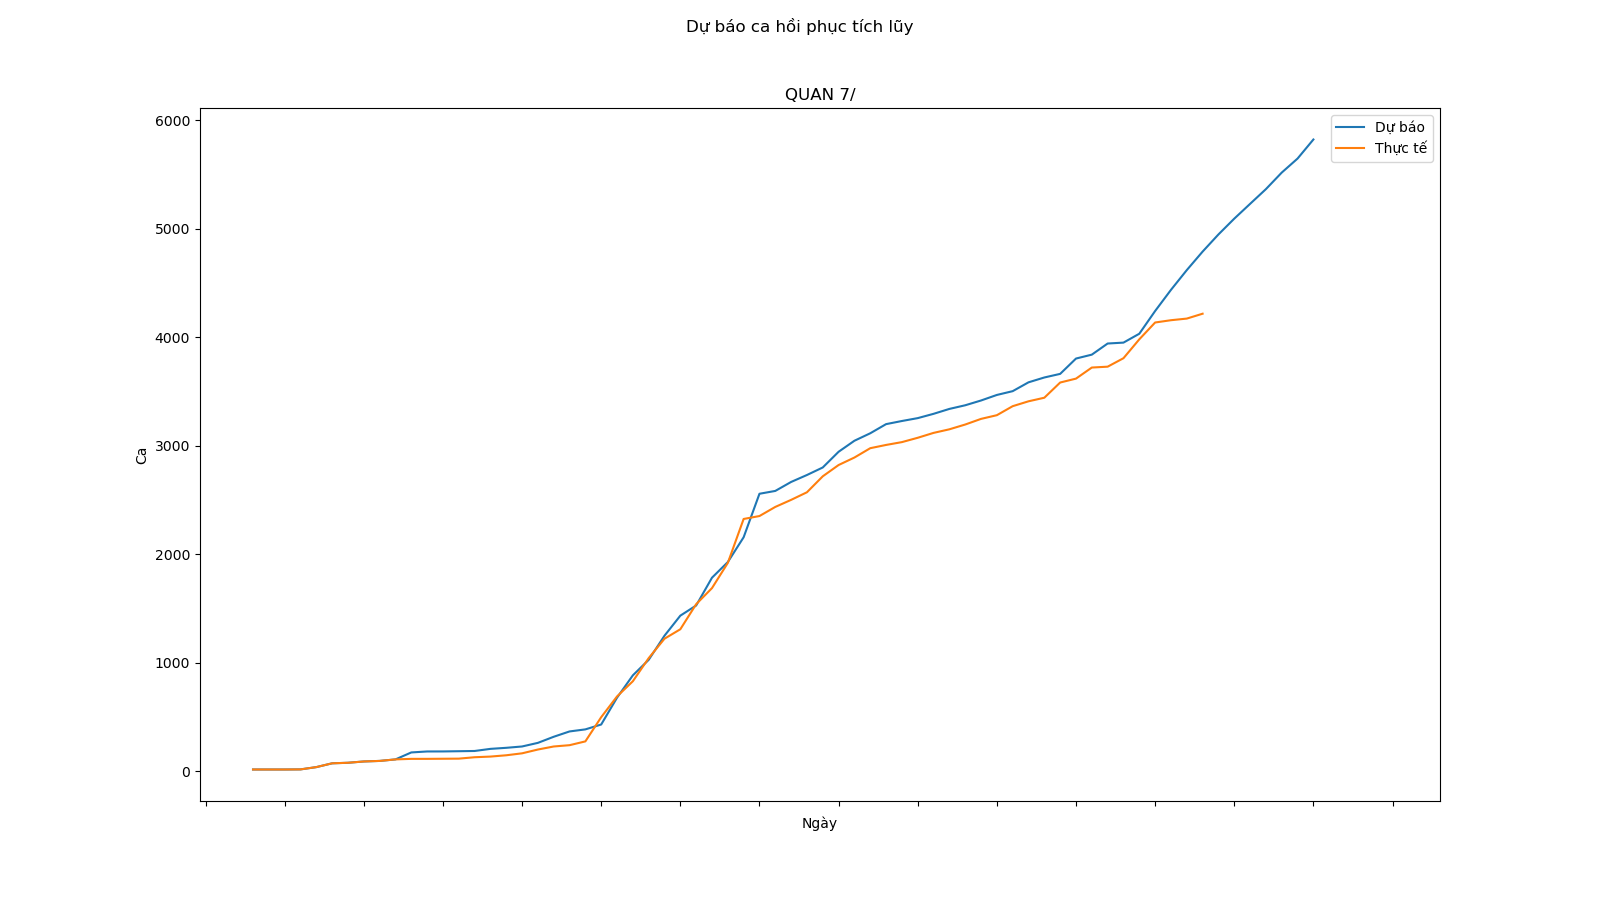 Dự báo ca hồi phục tích lũy
QUAN 7/
6000
5000
4000
3000
2000
1000
0
Ca
Ngày
Dự báo
Thực tế